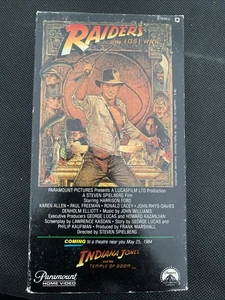 RAIDERS
OF THE LOST ARK
PARAMOUNT PICTURES Presents A LUCASFILM LTD Production
A STEVEN SPIELBERG Film
Starring HARRISON FORD
KAREN ALLEN • PAUL FREEMAN • RONALD LACEY • JOHN RHYS-DAVIES
DENHOLM ELLIOTT • Music by JOHN WILLIAMS
Executive Producers GEORGE LUCAS and HOWARD KAZANJIAN
Screenplay by LAWRENCE KASDAN • Story by GEORGE LUCAS and
PHILIP KAUFMAN • Produced by FRANK MARSHALL
Directed by STEVEN SPIELBERG
COMING to a theatre near you May 25, 1984
INDIANA JONES
and the
TEMPLE OF DOOM
Paramount
HOME VIDEO